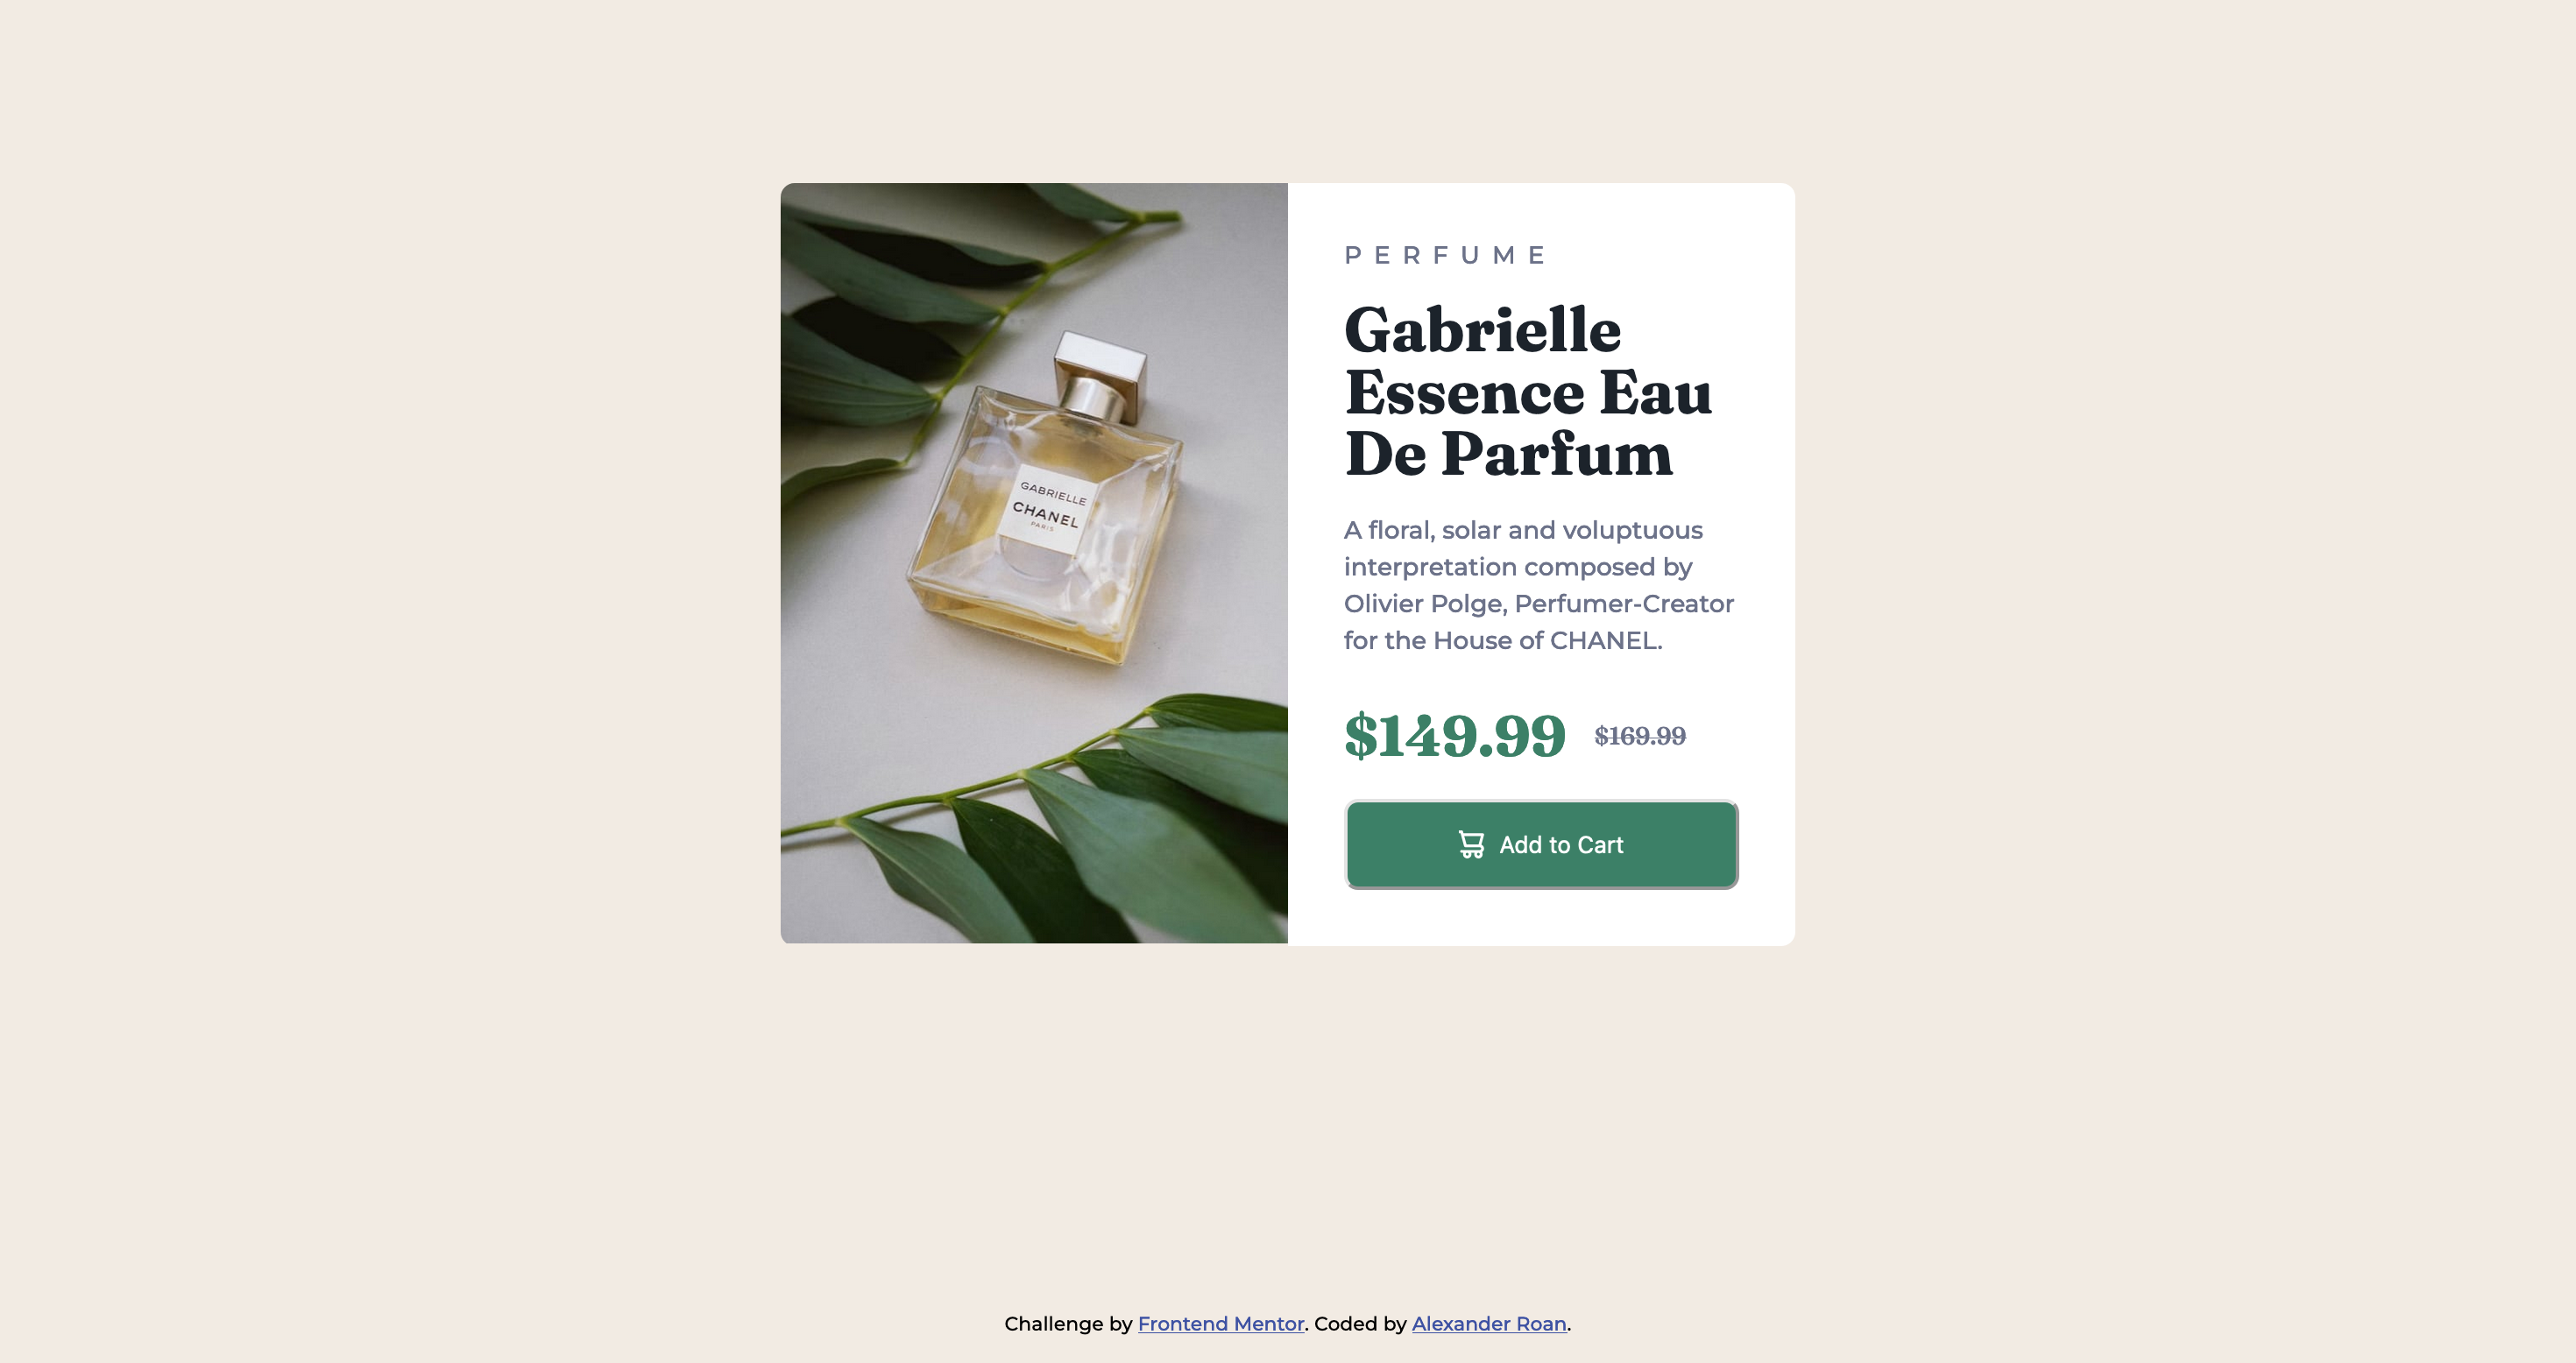 GABRIELLE
CHANEL
PARIS
PERFUME
Gabrielle
Essence Eau
De Parfum
A floral, solar and voluptuous
interpretation composed by
Olivier Polge, Perfumer-Creator
for the House of CHANEL.
$149.99 $169.99
Add to Cart
Challenge by Frontend Mentor. Coded by Alexander Roan.